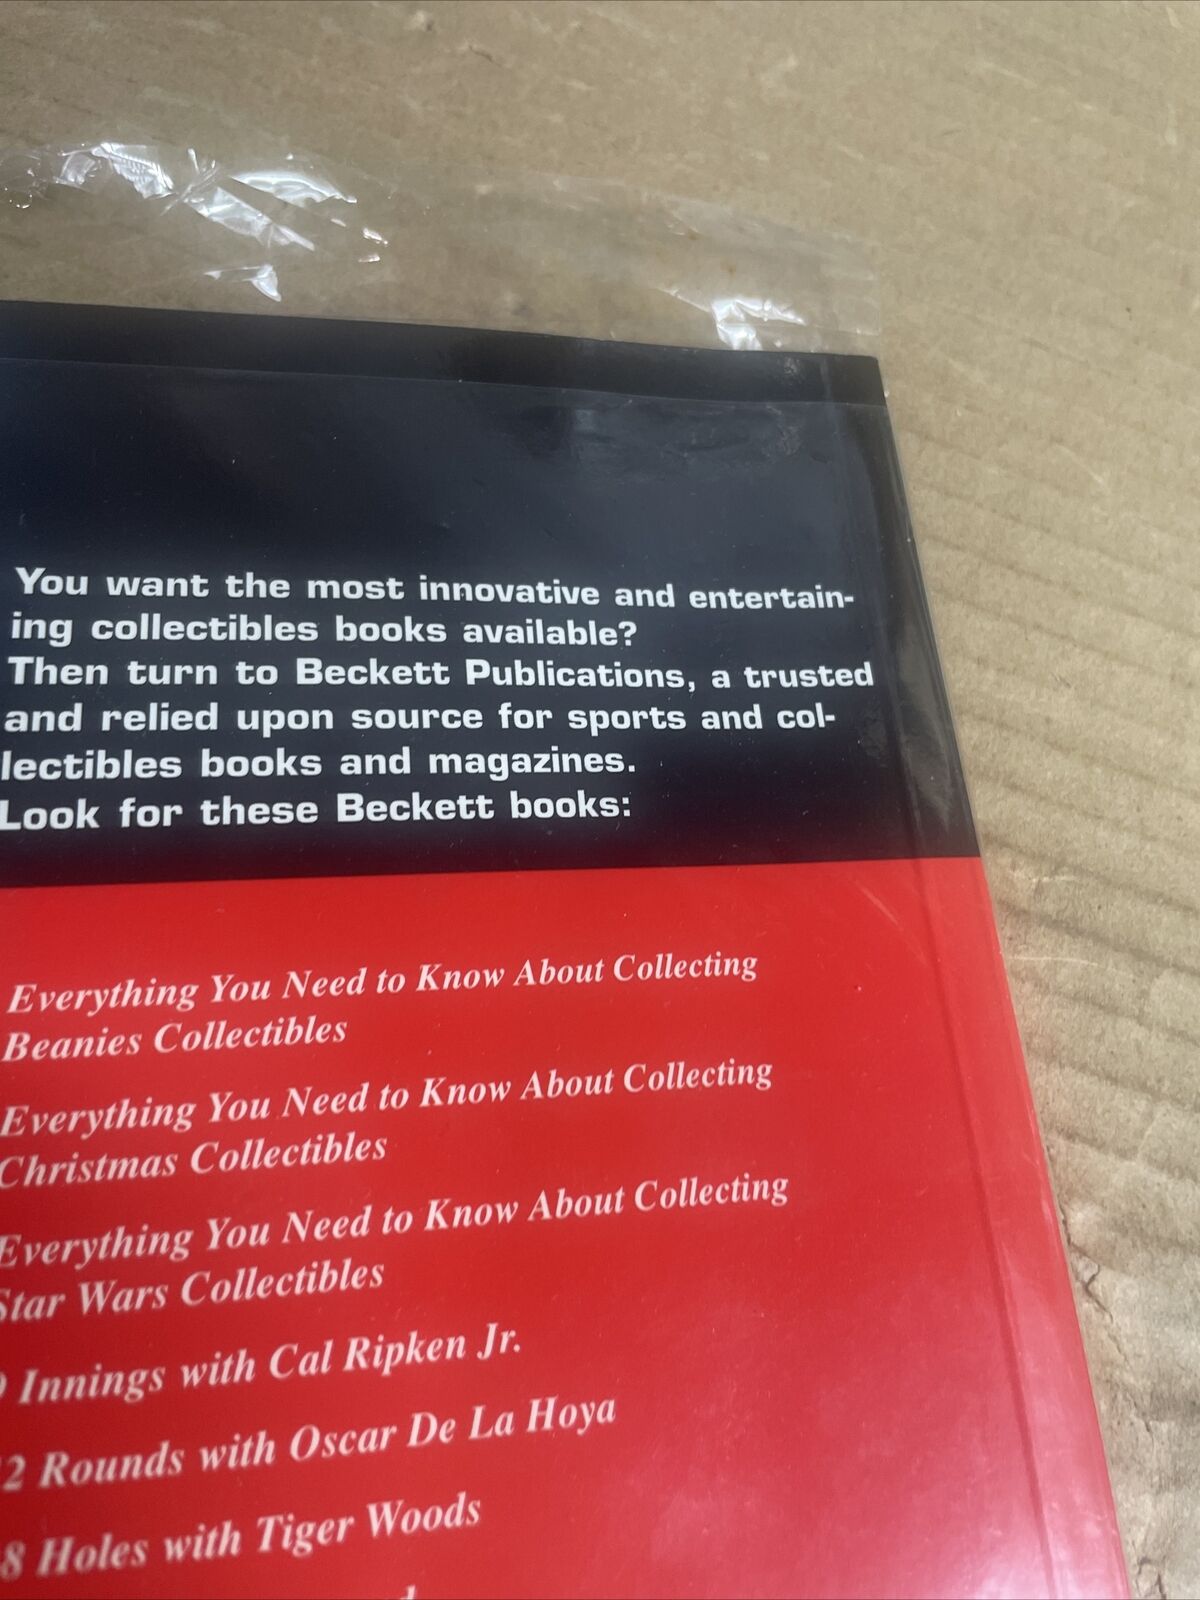 You want the most innovative and entertain-
ing collectibles books available?
Then turn to Beckett Publications, a trusted
and relied upon source for sports and col-
lectibles books and magazines.
Look for these Beckett books:
Everything You Need to Know About Collecting
Beanies Collectibles
Everything You Need to Know About Collecting
Christmas Collectibles
Everything You Need to Know About Collecting
Star Wars Collectibles
9 Innings with Cal Ripken Jr.
2 Rounds with Oscar De La Hoya
8 Holes with Tiger Woods